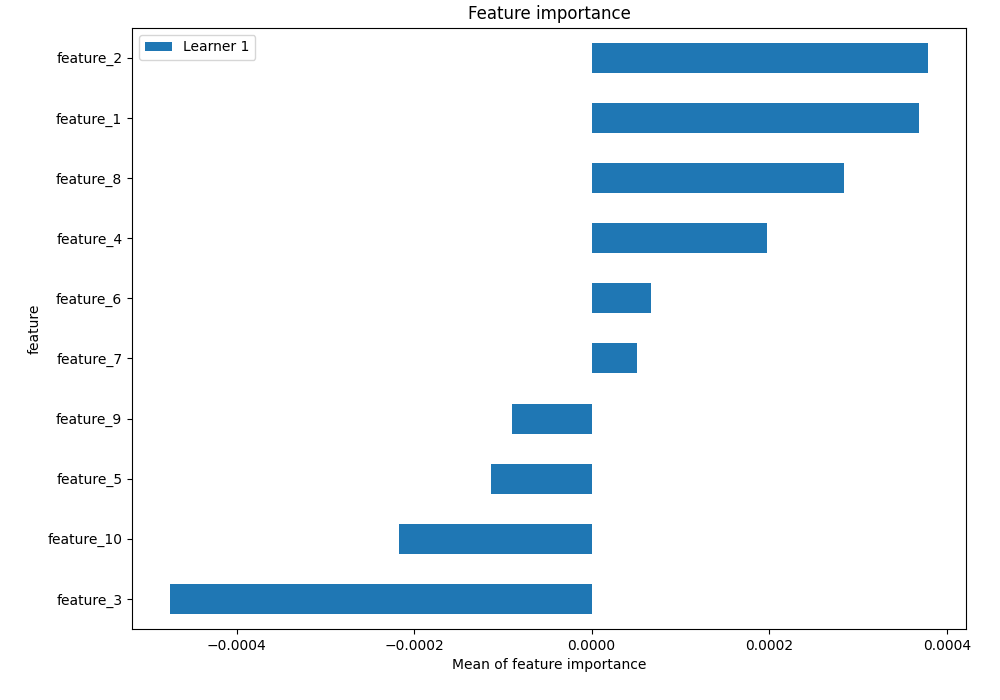 Feature importance
Learner 1
feature_2
feature_1
feature_8
feature_4
feature_6
feature_7
feature_9
feature_5
feature_10
feature_3
feature
−0.0004
−0.0002
0.0000
0.0002
0.0004
Mean of feature importance